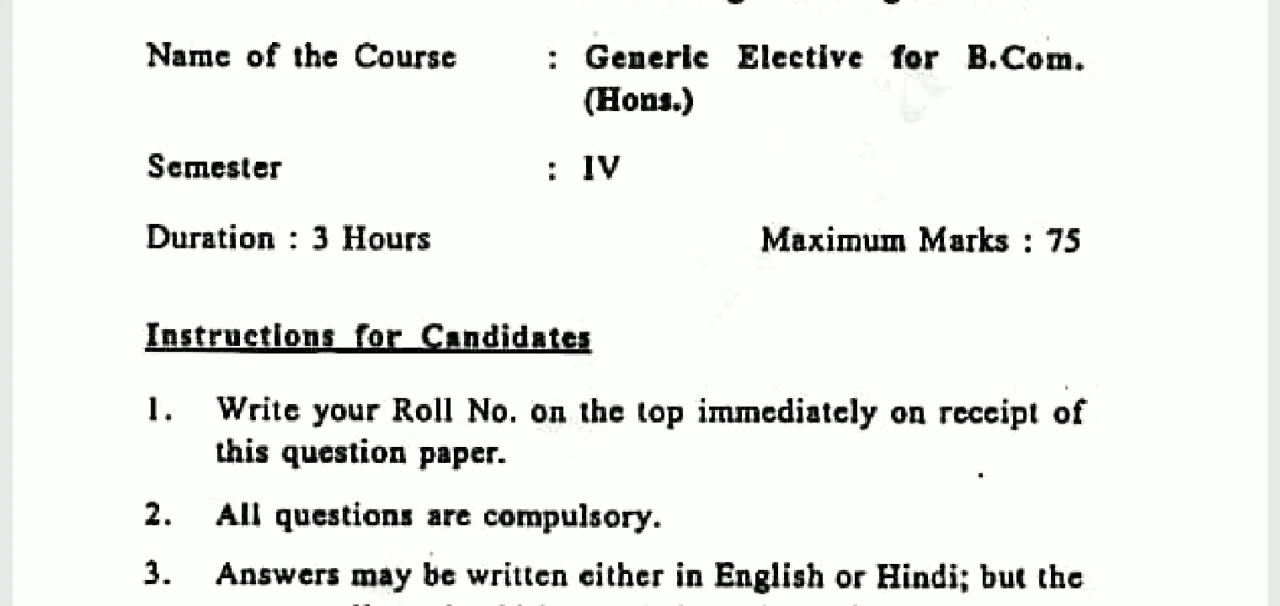 Name of the Course : Generic Elective for B.Com.
(Hons.)
Semester : IV
Duration : 3 Hours Maximum Marks : 75
Instructions for Candidates
1. Write your Roll No. on the top immediately on receipt of
this question paper.
2. All questions are compulsory.
3. Answers may be written either in English or Hindi; but the